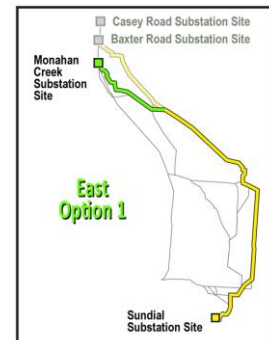 Casey Road Substation Site
Baxter Road Substation Site
Monahan
Creek
Substation
Site
East
Option 1
Sundial
Substation Site